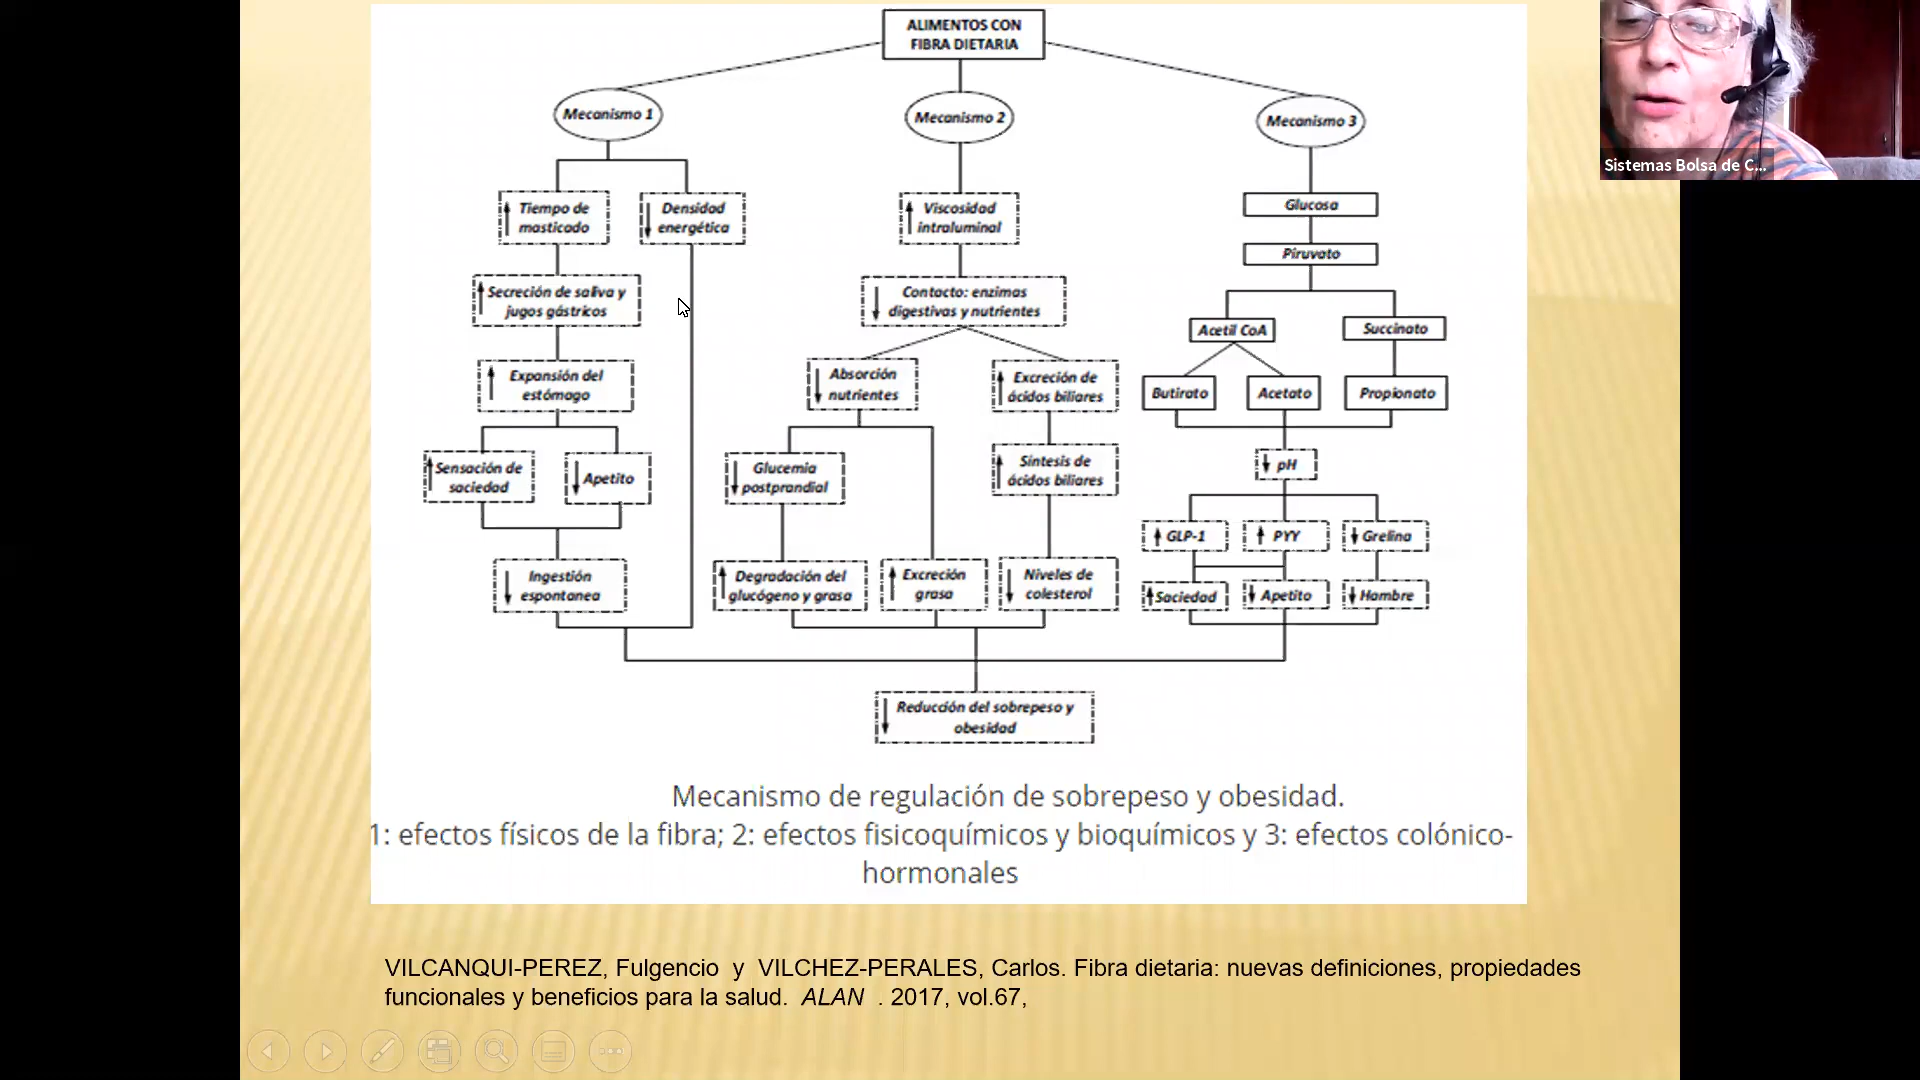 ALIMENTOS CON
FIBRA DIETARIA
Mecanismo 1
Mecanismo 2
Mecanismo 3
Tiempo de
masticado
Densidad
energética
Secreción de saliva y
jugos gástricos
Expansión del
estómago
Sensación de
saciedad
Apetito
Ingestión
espontanea
Viscosidad
intraluminal
Contacto: enzimas
digestivas y nutrientes
Absorción
nutrientes
Excreción de
ácidos biliares
Glucemia
postprandial
Síntesis de
ácidos biliares
Degradación del
glucógeno y grasa
Excreción
grasa
Niveles de
colesterol
Glucosa
Piruvato
Acetil CoA
Succinato
Butirato
Acetato
Propionato
pH
GLP-1
PYY
Grelina
Saciedad
Apetito
Hambre
Reducción del sobrepeso y
obesidad
Mecanismo de regulación de sobrepeso y obesidad.
1: efectos físicos de la fibra; 2: efectos fisicoquímicos y bioquímicos y 3: efectos colónico-
hormonales
VILCANQUI-PEREZ, Fulgencio y VILCHEZ-PERALES, Carlos. Fibra dietaria: nuevas definiciones, propiedades
funcionales y beneficios para la salud. ALAN . 2017, vol.67,
Sistemas Bolsa de C...